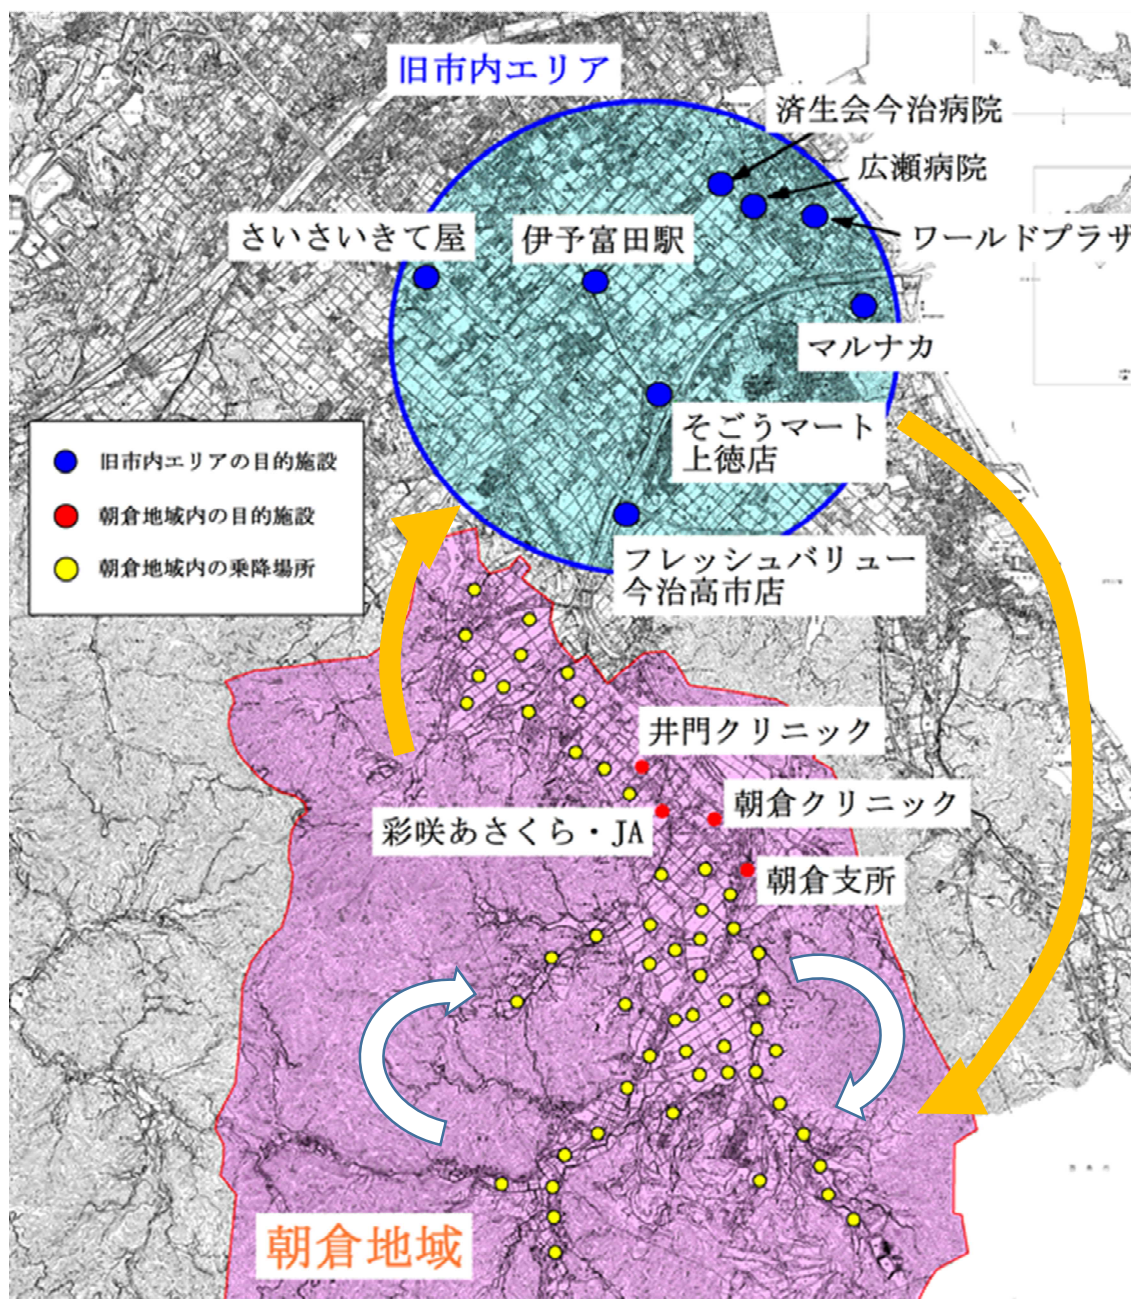 旧市内エリア
済生会今治病院
広瀬病院
さいさいきて屋
伊予富田駅
ワールドプラザ
マルナカ
そごうマート
上徳店
旧市内エリアの目的施設
朝倉地域内の目的施設
朝倉地域内の乗降場所
フレッシュバリュー
今治高市店
井門クリニック
朝倉クリニック
彩咲あさくら・JA
朝倉支所
朝倉地域